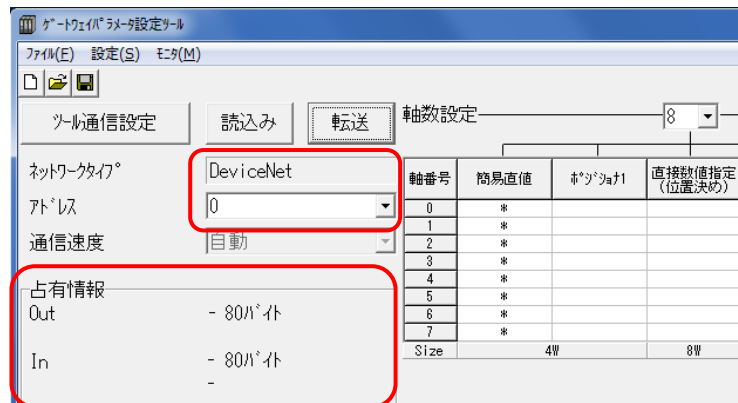 ｹﾞｰﾄｳｪｲﾊﾟﾗﾒｰﾀ設定ﾂｰﾙ
ﾌｧｲﾙ(F) 設定(S) ﾓﾆﾀ(M)
ﾂｰﾙ通信設定 読込み 転送 軸数設定 8
ﾈｯﾄﾜｰｸﾀｲﾌﾟ DeviceNet
ｱﾄﾞﾚｽ 0
通信速度 自動
占有情報
Out - 80ﾊﾞｲﾄ
In - 80ﾊﾞｲﾄ
-
軸番号 簡易直値 ﾎﾟｼﾞｼｮﾅ1 直接数値指定
(位置決め)
0 *
1 *
2 *
3 *
4 *
5 *
6 *
7 *
Size 4W 8W